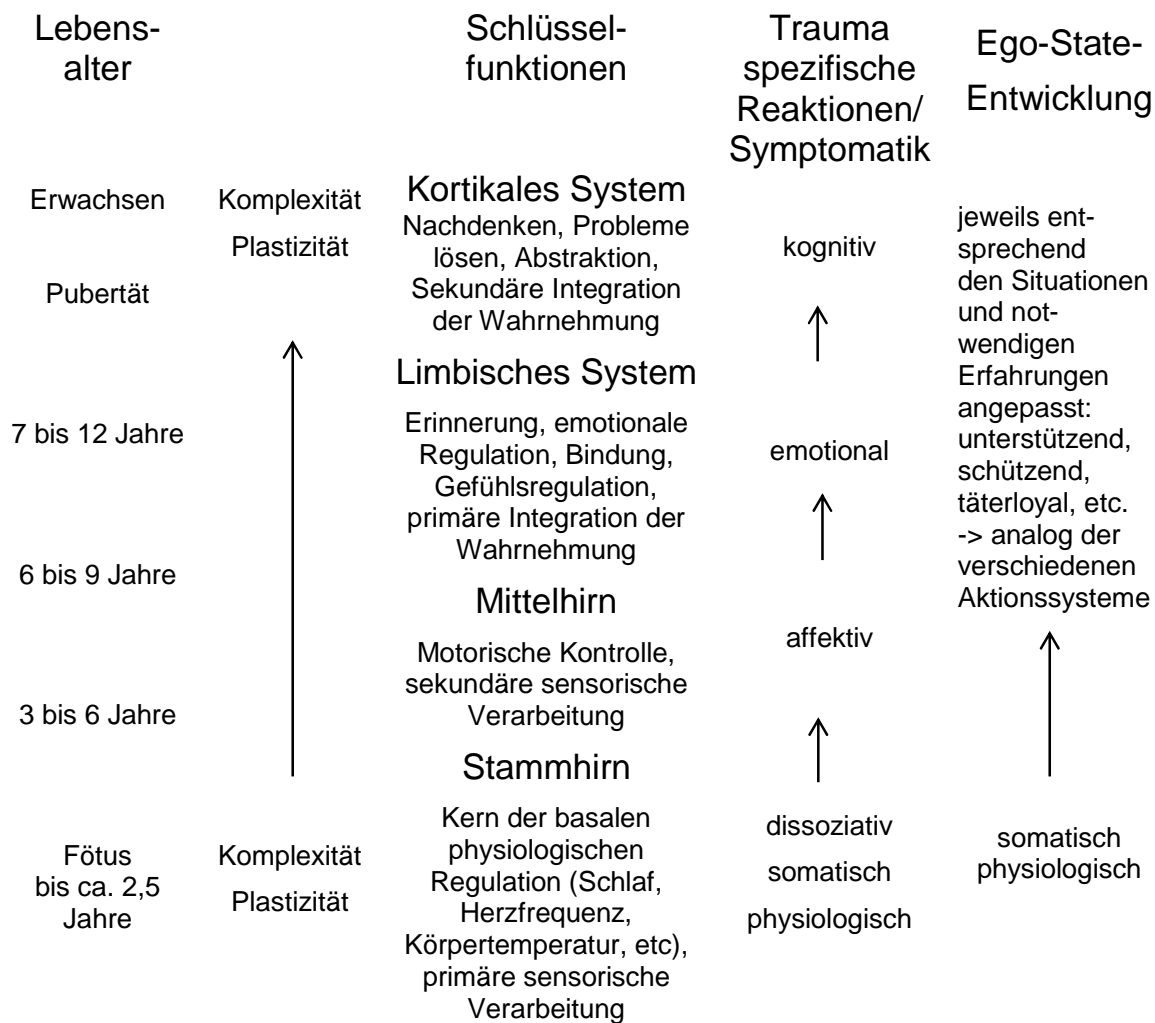 Lebens-
alter
Schlüssel-
funktionen
Trauma
spezifische
Reaktionen/
Symptomatik
Ego-State-
Entwicklung
Erwachsen
Pubertät
7 bis 12 Jahre
6 bis 9 Jahre
3 bis 6 Jahre
Fötus
bis ca. 2,5
Jahre
Komplexität
Plastizität
Komplexität
Plastizität
Kortikales System
Nachdenken, Probleme
lösen, Abstraktion,
Sekundäre Integration
der Wahrnehmung
Limbisches System
Erinnerung, emotionale
Regulation, Bindung,
Gefühlsregulation,
primäre Integration der
Wahrnehmung
Mittelhirn
Motorische Kontrolle,
sekundäre sensorische
Verarbeitung
Stammhirn
Kern der basalen
physiologischen
Regulation (Schlaf,
Herzfrequenz,
Körpertemperatur, etc),
primäre sensorische
Verarbeitung
kognitiv
emotional
affektiv
dissoziativ
somatisch
physiologisch
jeweils ent-
sprechend
den Situationen
und not-
wendigen
Erfahrungen
angepasst:
unterstützend,
schützend,
täterloyal, etc.
-> analog der
verschiedenen
Aktionssysteme
somatisch
physiologisch